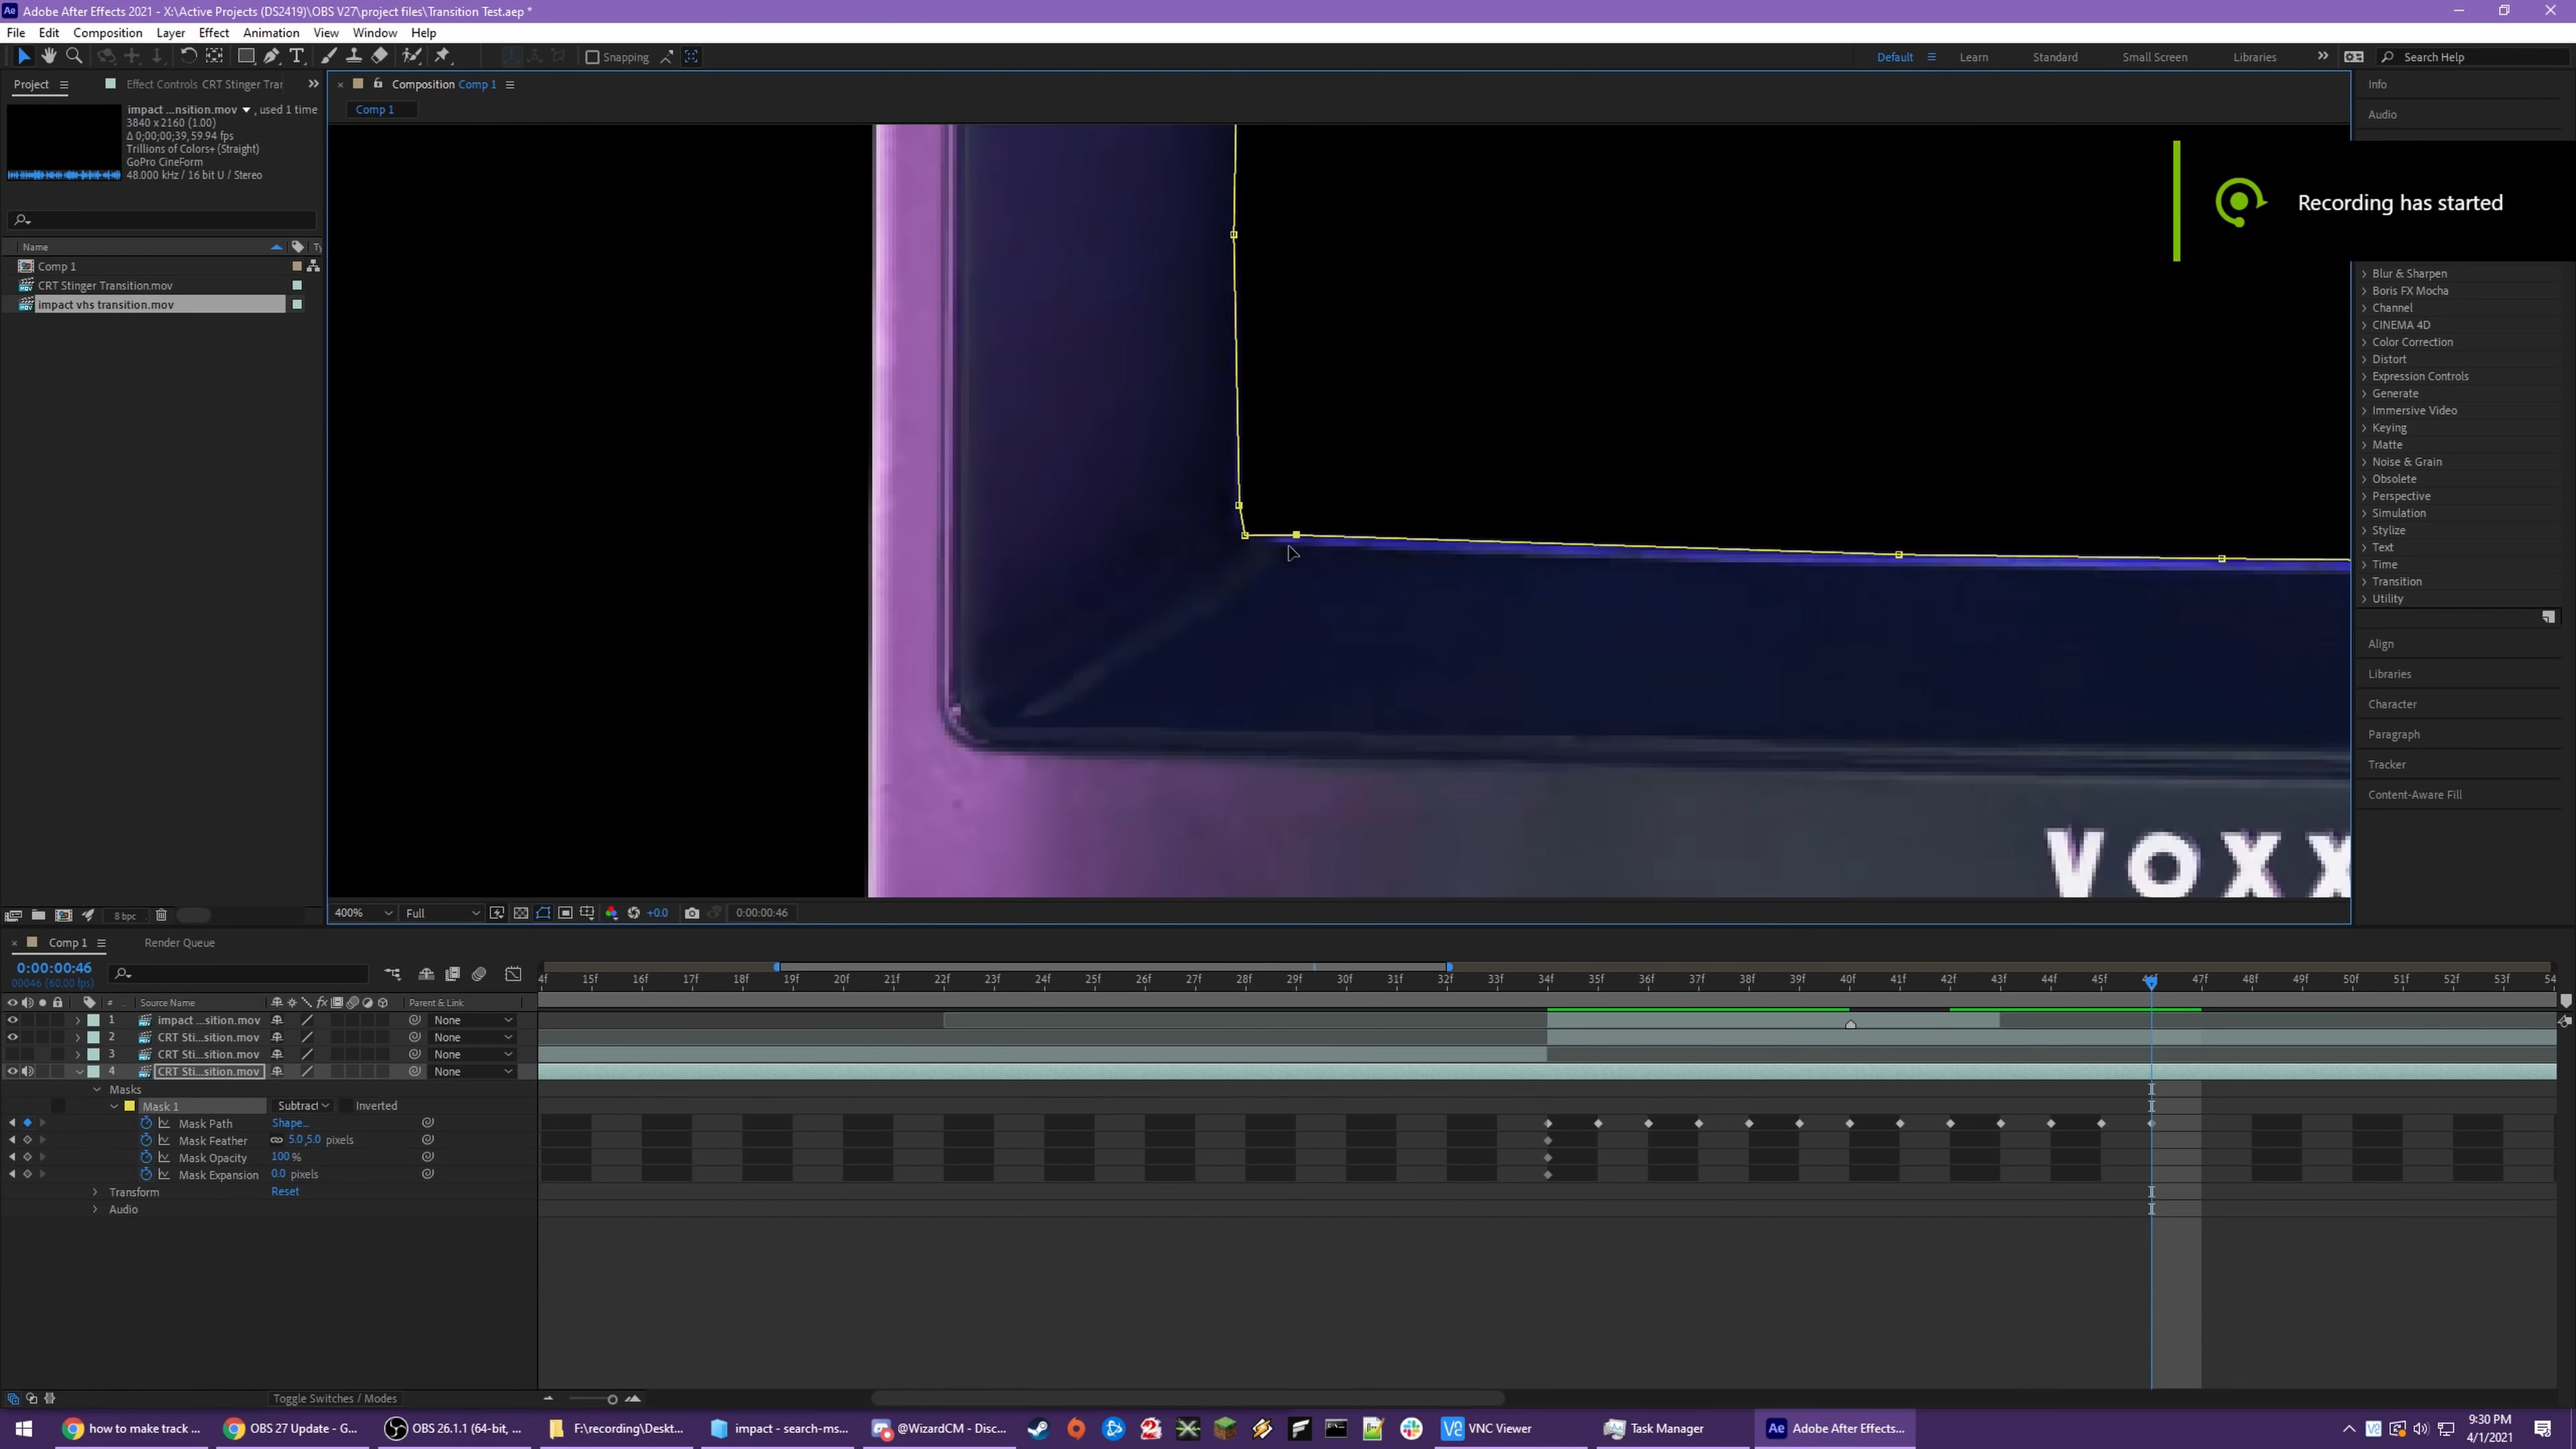 Adobe After Effects 2021 - X:\Active Projects (DS2419)\OBS V27\project files\Transition Test.aep *
File Edit Composition Layer Effect Animation View Window Help
Snapping
Default Learn Standard Small Screen Libraries Search Help
Project Effect Controls CRT Stinger Trar
Composition Comp 1
Comp 1
impact ...nsition.mov , used 1 time
3840 x 2160 (1.00)
Δ 0;00;00;39, 59.94 fps
Trillions of Colors+ (Straight)
GoPro CineForm
48.000 kHz / 16 bit U / Stereo
Name Ty
Comp 1
CRT Stinger Transition.mov
impact vhs transition.mov
Info
Audio
Recording has started
Blur & Sharpen
Boris FX Mocha
Channel
CINEMA 4D
Color Correction
Distort
Expression Controls
Generate
Immersive Video
Keying
Matte
Noise & Grain
Obsolete
Perspective
Simulation
Stylize
Text
Time
Transition
Utility
Align
Libraries
Character
Paragraph
Tracker
Content-Aware Fill
VOXX
8 bpc
400% Full +0.0 0:00:00:46
Comp 1 Render Queue
0:00:00:46
00046 (60.00 fps)
4f 15f 16f 17f 18f 19f 20f 21f 22f 23f 24f 25f 26f 27f 28f 29f 30f 31f 32f 33f 34f 35f 36f 37f 38f 39f 40f 41f 42f 43f 44f 45f 47f 48f 49f 50f 51f 52f 53f 54
# Source Name fx Parent & Link
1 impact ...sition.mov None
2 CRT Sti...sition.mov None
3 CRT Sti...sition.mov None
4 CRT Sti...sition.mov None
Masks
Mask 1 Subtract Inverted
Mask Path Shape...
Mask Feather 5.0,5.0 pixels
Mask Opacity 100 %
Mask Expansion 0.0 pixels
Transform Reset
Audio
Toggle Switches / Modes
how to make track ... OBS 27 Update - G... OBS 26.1.1 (64-bit, ... F:\recording\Deskt... impact - search-ms... @WizardCM - Disc... VNC Viewer Task Manager Adobe After Effects...
9:30 PM
4/1/2021